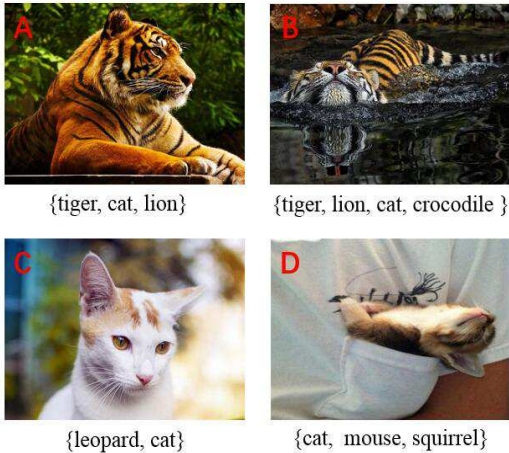 A
B
{tiger, cat, lion}
{tiger, lion, cat, crocodile }
C
D
{leopard, cat}
{cat, mouse, squirrel}